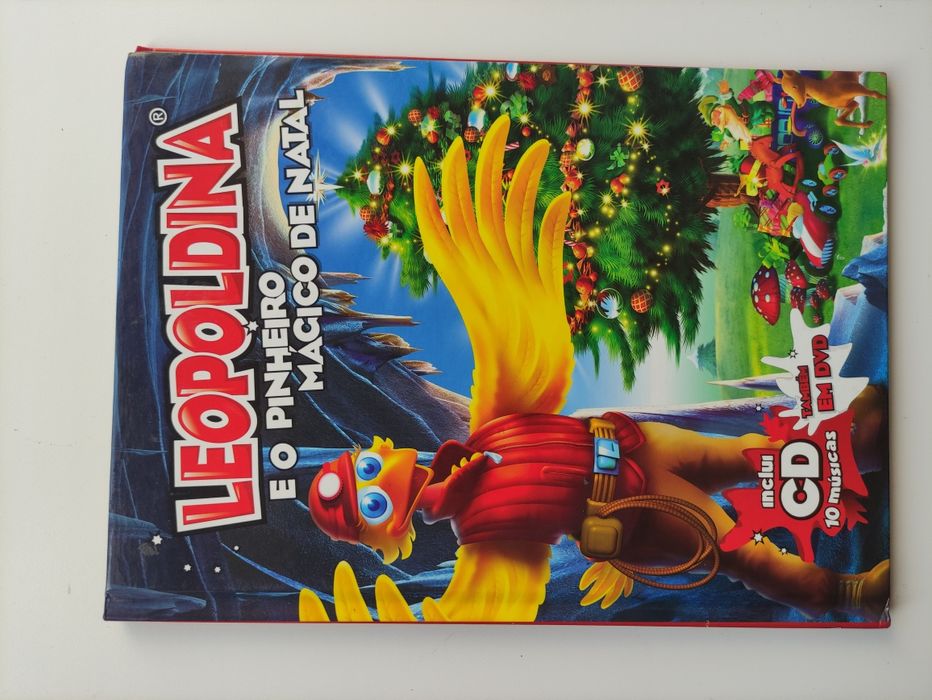 LEOPOLDINA®
E O PINHEIRO
MÁGICO DE NATAL
inclui
CD
10 músicas
TAMBÉM
EM DVD